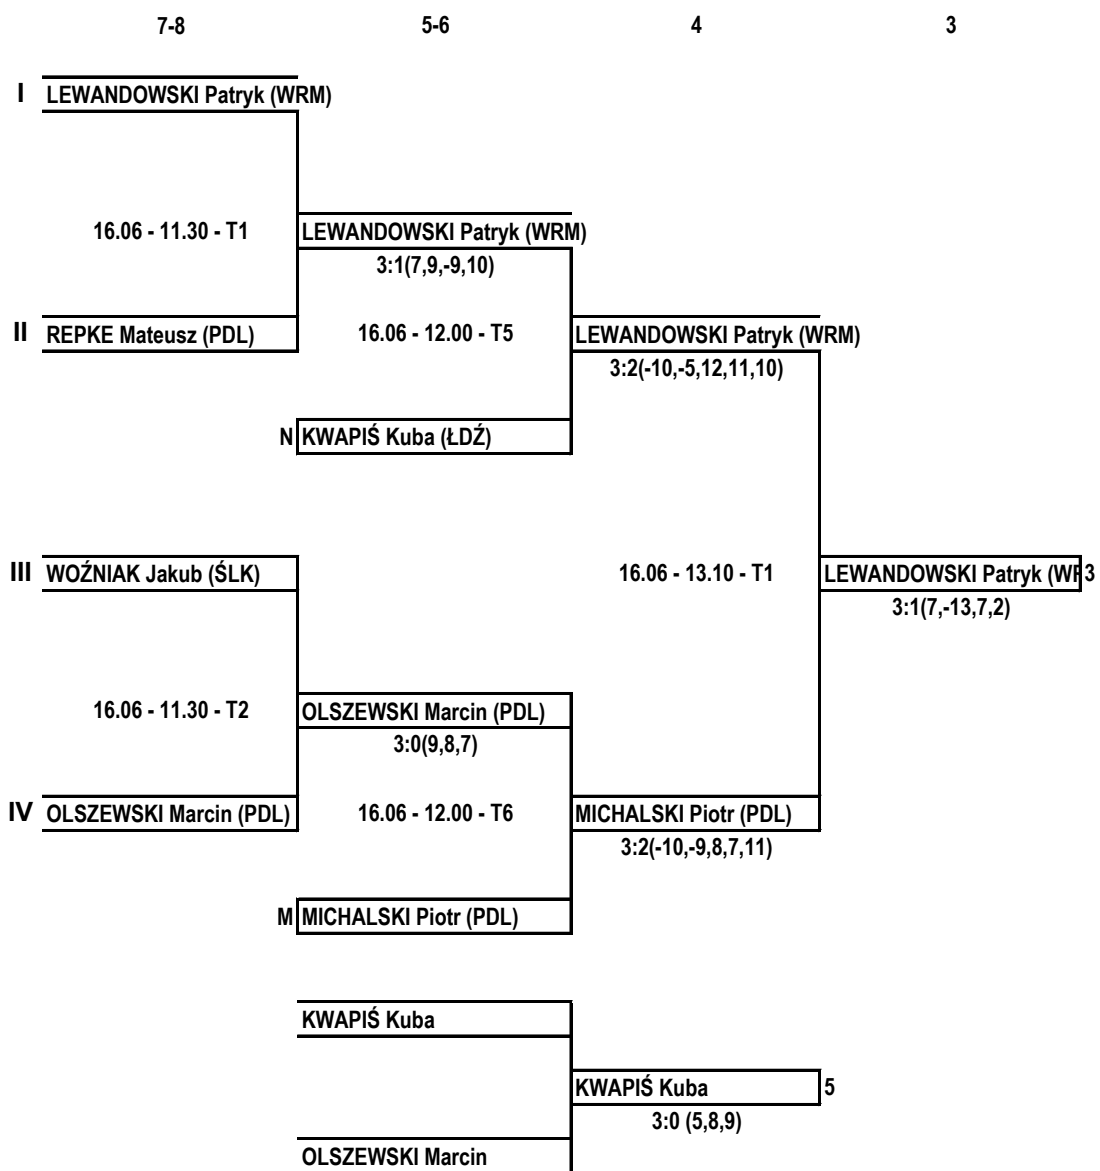 7-8 5-6 4 3
I LEWANDOWSKI Patryk (WRM)
16.06 - 11.30 - T1 LEWANDOWSKI Patryk (WRM)
3:1(7,9,-9,10)
II REPKE Mateusz (PDL) 16.06 - 12.00 - T5 LEWANDOWSKI Patryk (WRM)
3:2(-10,-5,12,11,10)
N KWAPIŚ Kuba (ŁDŹ)
III WOŹNIAK Jakub (ŚLK) 16.06 - 13.10 - T1 LEWANDOWSKI Patryk (WR 3
3:1(7,-13,7,2)
16.06 - 11.30 - T2 OLSZEWSKI Marcin (PDL)
3:0(9,8,7)
IV OLSZEWSKI Marcin (PDL) 16.06 - 12.00 - T6 MICHALSKI Piotr (PDL)
3:2(-10,-9,8,7,11)
M MICHALSKI Piotr (PDL)
KWAPIŚ Kuba
KWAPIŚ Kuba 5
3:0 (5,8,9)
OLSZEWSKI Marcin